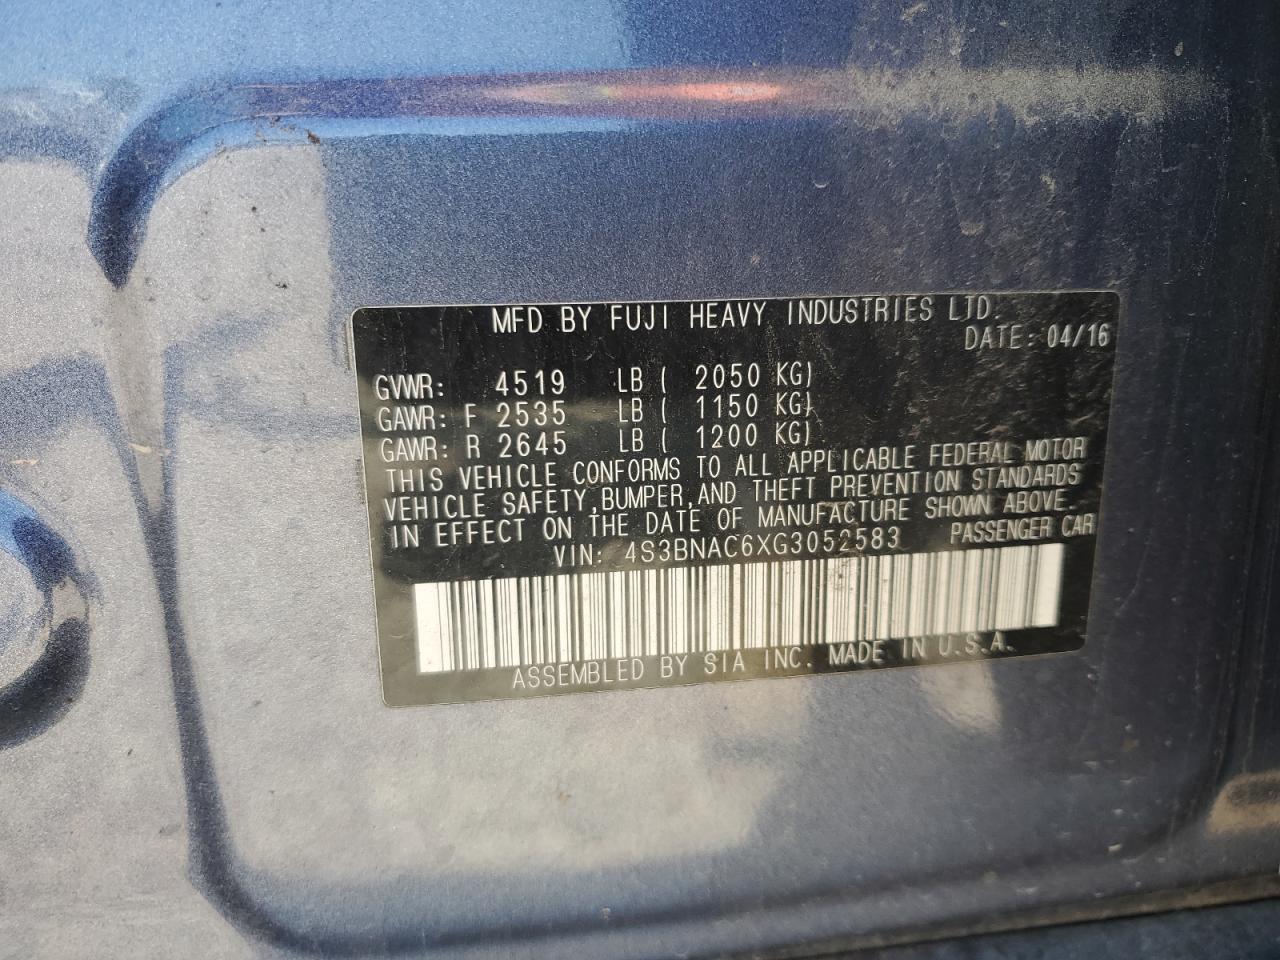 MFD BY FUJI HEAVY INDUSTRIES LTD.
DATE: 04/16
GVWR: 4519 LB ( 2050 KG)
GAWR: F 2535 LB ( 1150 KG)
GAWR: R 2645 LB ( 1200 KG)
THIS VEHICLE CONFORMS TO ALL APPLICABLE FEDERAL MOTOR
VEHICLE SAFETY, BUMPER, AND THEFT PREVENTION STANDARDS
IN EFFECT ON THE DATE OF MANUFACTURE SHOWN ABOVE.
VIN: 4S3BNAC6XG3052583 PASSENGER CAR
ASSEMBLED BY SIA INC. MADE IN U.S.A.